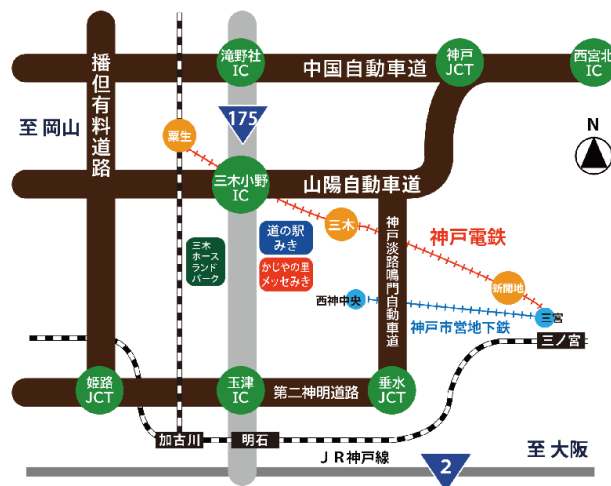 滝野社
IC
神戸
JCT
西宮北
IC
播但有料道路
中国自動車道
至 岡山
175
粟生
N
三木小野
IC
山陽自動車道
三木
ホース
ランド
パーク
道の駅
みき
かじやの里
メッセみき
三木
神戸淡路鳴門自動車道
神戸電鉄
新開地
西神中央
神戸市営地下鉄
三宮
三ノ宮
姫路
JCT
玉津
IC
第二神明道路
垂水
JCT
加古川
明石
JR神戸線
至 大阪
2